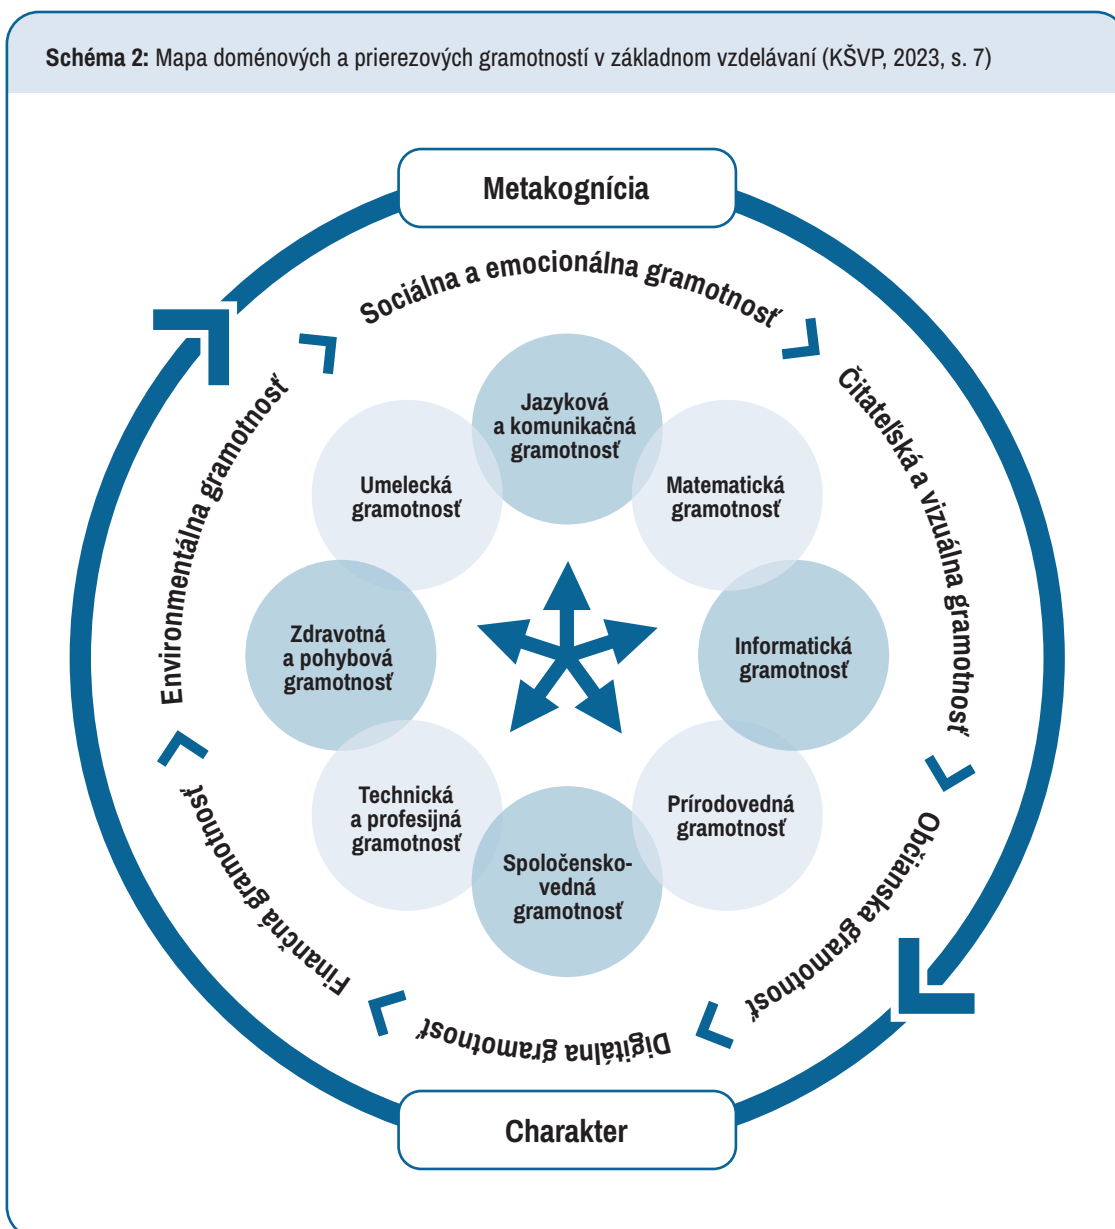 Schéma 2: Mapa doménových a prierezových gramotností v základnom vzdelávaní (KŠVP, 2023, s. 7)
Metakognícia
Sociálna a emocionálna gramotnosť
Čitateľská a vizuálna gramotnosť
Občianska gramotnosť
Digitálna gramotnosť
Finančná gramotnosť
Environmentálna gramotnosť
Jazyková
a komunikačná
gramotnosť
Matematická
gramotnosť
Informatická
gramotnosť
Prírodovedná
gramotnosť
Spoločensko-
vedná
gramotnosť
Technická
a profesijná
gramotnosť
Zdravotná
a pohybová
gramotnosť
Umelecká
gramotnosť
Charakter